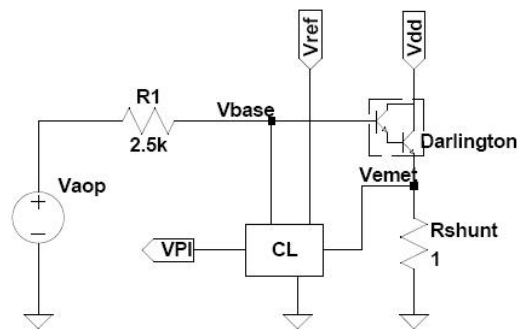 Vref
Vdd
R1
2.5k
Vbase
Darlington
Vaop
Vemet
VPI
CL
Rshunt
1